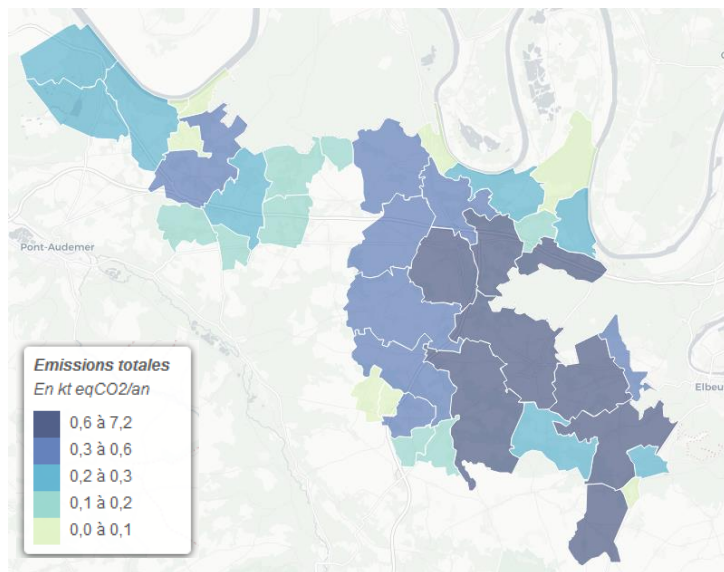 Pont-Audemer
Elbeuf
Emissions totales
En kt eqCO2/an
0,6 à 7,2
0,3 à 0,6
0,2 à 0,3
0,1 à 0,2
0,0 à 0,1